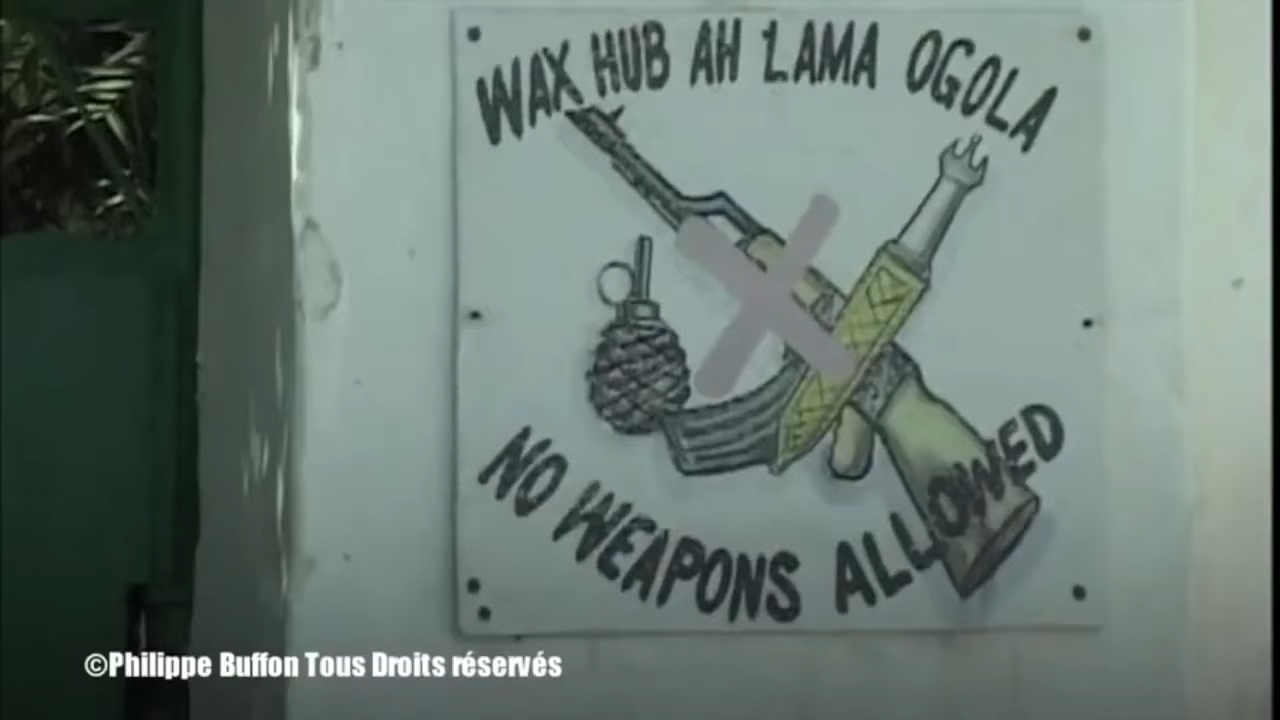 WAX HUB AH LAMA OGOLA
NO WEAPONS ALLOWED
©Philippe Buffon Tous Droits réservés